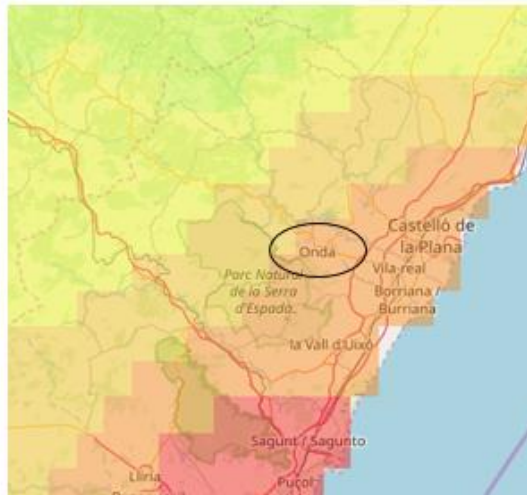 Castelló de
la Plana
Onda
Vila-real
Parc Natural
de la Serra
d'Espadà
Borriana /
Burriana
la Vall d'Uixó
Sagunt / Sagunto
Llíria
Puçol